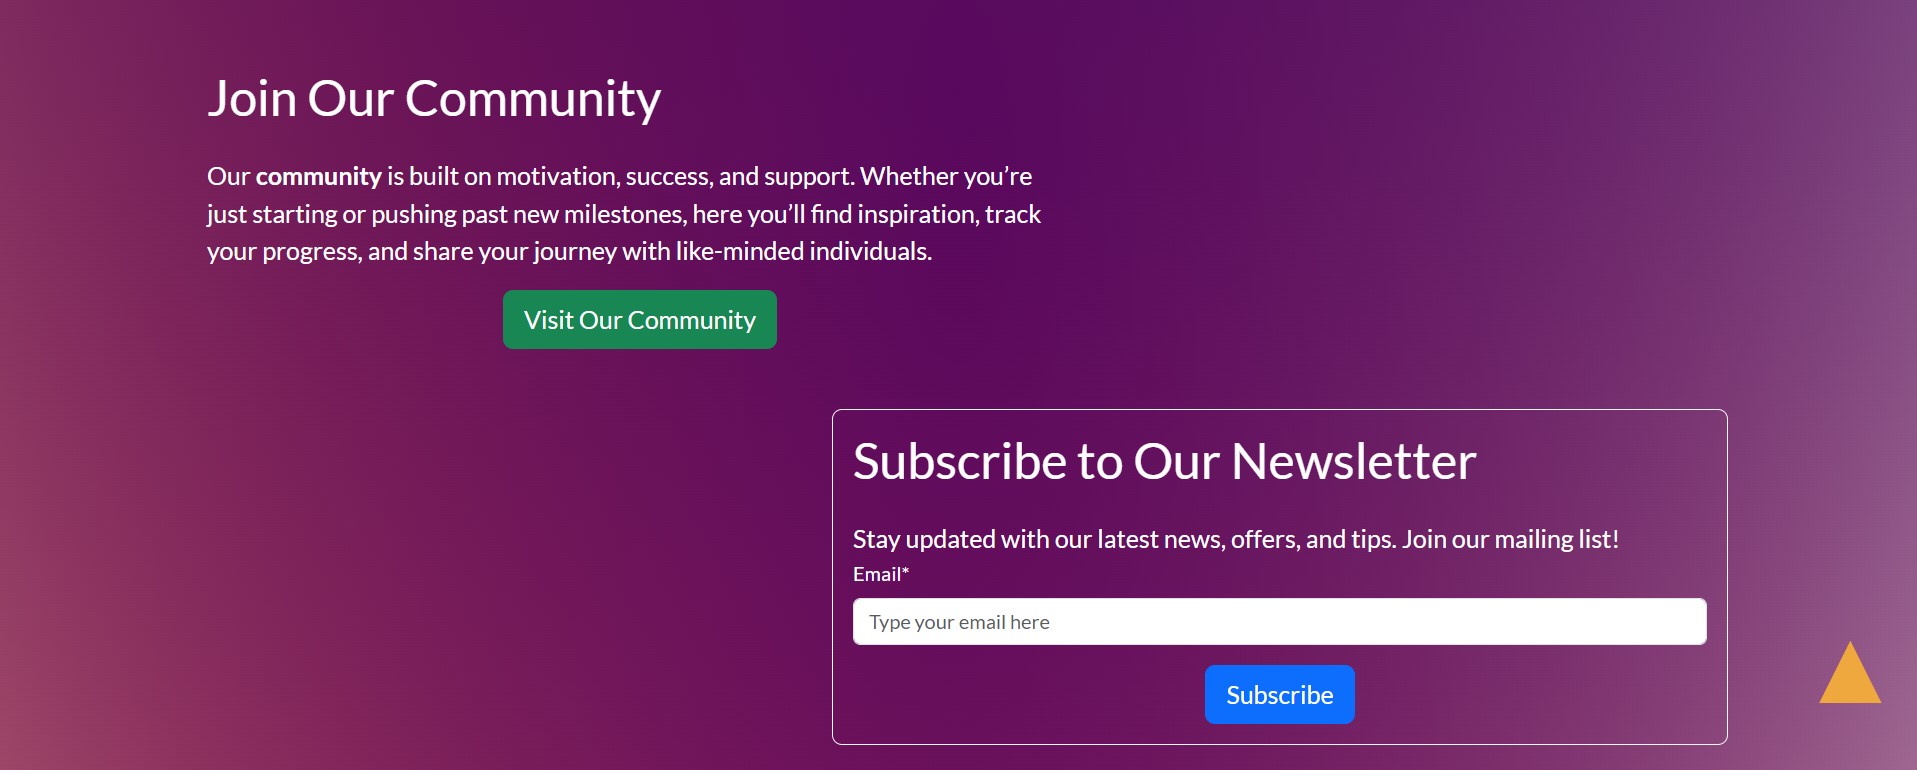 Join Our Community
Our community is built on motivation, success, and support. Whether you’re
just starting or pushing past new milestones, here you’ll find inspiration, track
your progress, and share your journey with like-minded individuals.
Visit Our Community
Subscribe to Our Newsletter
Stay updated with our latest news, offers, and tips. Join our mailing list!
Email*
Type your email here
Subscribe